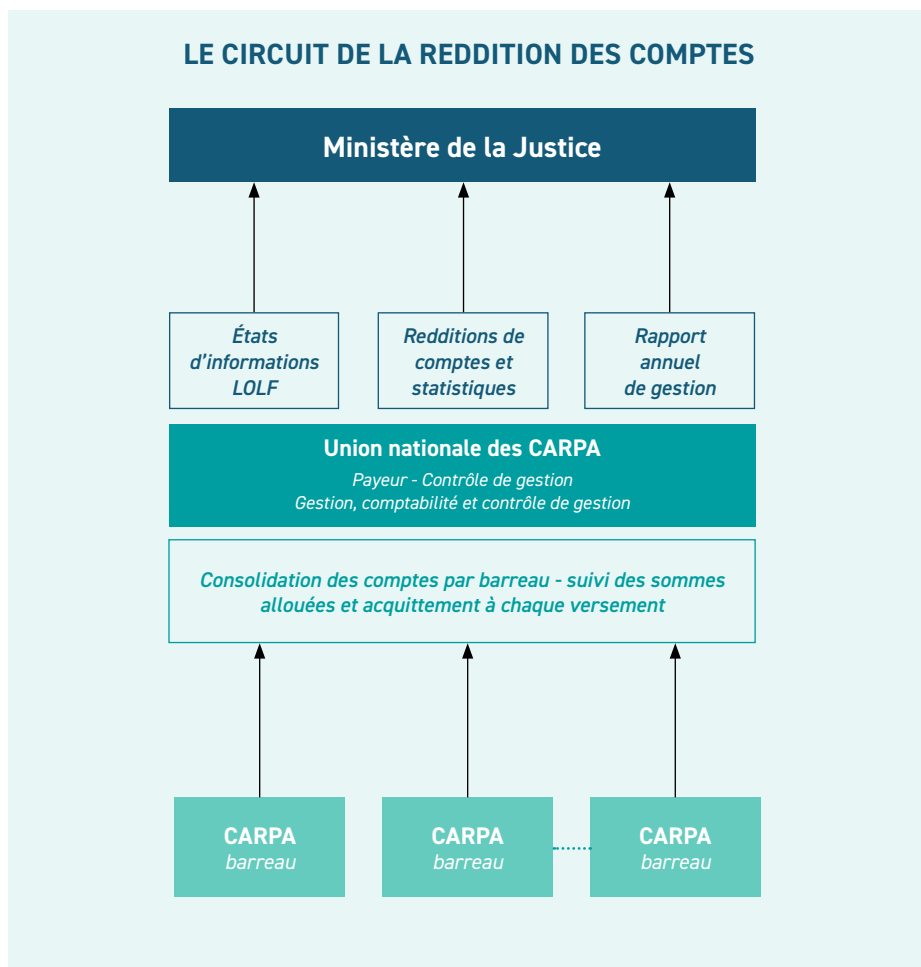 LE CIRCUIT DE LA REDDITION DES COMPTES
Ministère de la Justice
États
d'informations
LOLF
Redditions de
comptes et
statistiques
Rapport
annuel
de gestion
Union nationale des CARPA
Payeur - Contrôle de gestion
Gestion, comptabilité et contrôle de gestion
Consolidation des comptes par barreau - suivi des sommes
allouées et acquittement à chaque versement
CARPA
barreau
CARPA
barreau
CARPA
barreau